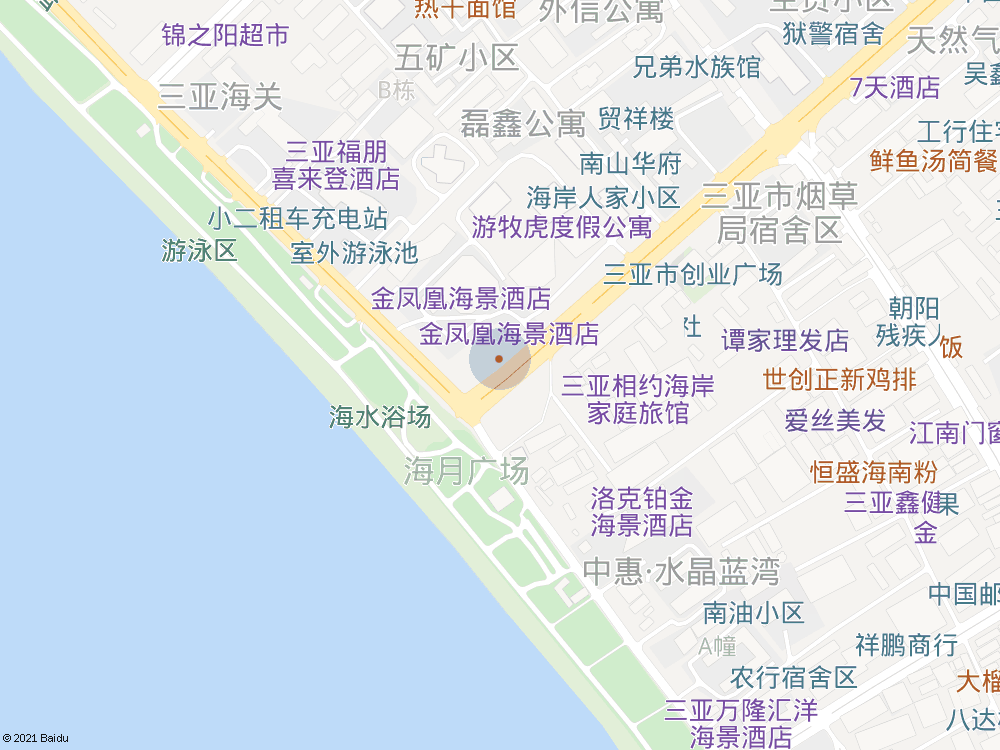 热干面馆
外信公寓
锦之阳超市
狱警宿舍
天然气
五矿小区
兄弟水族馆
吴鑫
7天酒店
B栋
三亚海关
磊鑫公寓
贸祥楼
工行住宅
鲜鱼汤简餐
三亚福朋
喜来登酒店
南山华府
海岸人家小区
三亚市烟草
局宿舍区
小二租车充电站
游牧虎度假公寓
游泳区
室外游泳池
三亚市创业广场
金凤凰海景酒店
朝阳
残疾人
金凤凰海景酒店
社
谭家理发店
饭
世创正新鸡排
三亚相约海岸
家庭旅馆
海水浴场
爱丝美发
江南门窗
海月广场
恒盛海南粉
洛克铂金
海景酒店
三亚鑫健
金
果
中惠·水晶蓝湾
中国邮
南油小区
A幢
祥鹏商行
农行宿舍区
大榴
三亚万隆汇洋
海景酒店
八达
© 2021 Baidu